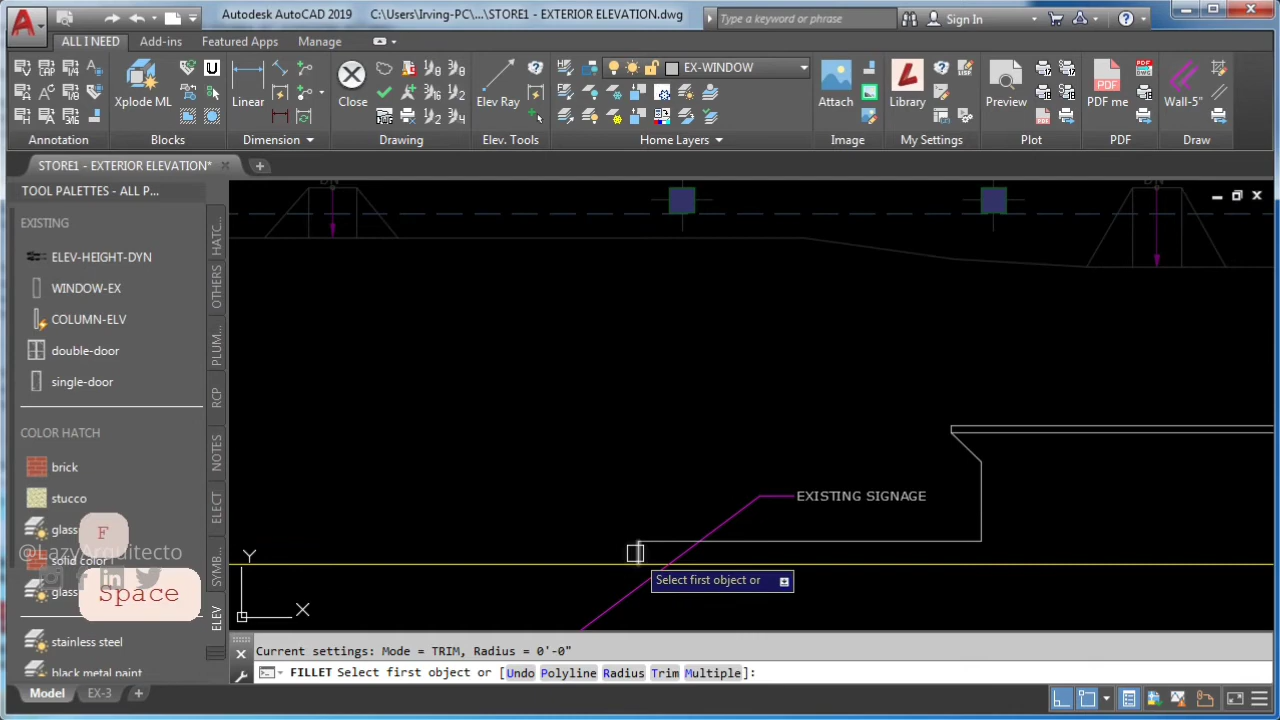 Autodesk AutoCAD 2019 C:\Users\Irving-PC\...\STORE1 - EXTERIOR ELEVATION.dwg
Type a keyword or phrase
Sign In
ALL I NEED Add-ins Featured Apps Manage
Xplode ML Linear Close Elev Ray EX-WINDOW Attach Library Preview PDF me Wall-5"
Annotation Blocks Dimension Drawing Elev. Tools Home Layers Image My Settings Plot PDF Draw
STORE1 - EXTERIOR ELEVATION*
TOOL PALETTES - ALL P...
EXISTING
ELEV-HEIGHT-DYN
WINDOW-EX
COLUMN-ELV
double-door
single-door
COLOR HATCH
brick
stucco
glass
solid color
glass
stainless steel
black metal paint
HATC...
OTHERS
PLUM...
RCP
NOTES
ELECT
SYMB...
ELEV
F
@LazyArquitecto
Space
DN
DN
EXISTING SIGNAGE
Y
X
Select first object or
Current settings: Mode = TRIM, Radius = 0'-0"
FILLET Select first object or [Undo Polyline Radius Trim Multiple]:
Model EX-3